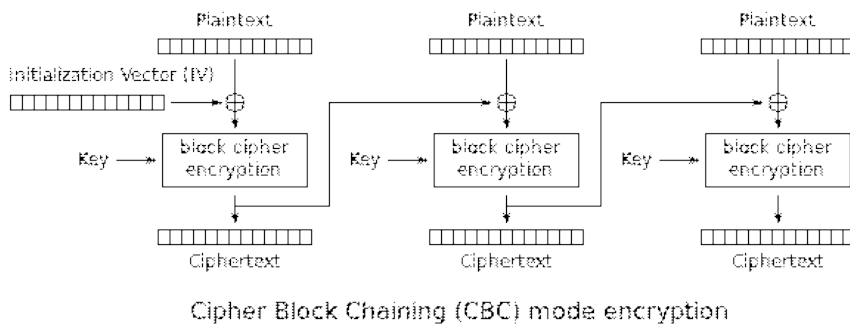 Plaintext
Plaintext
Plaintext
Initialization Vector (IV)
Key
block cipher
encryption
Key
block cipher
encryption
Key
block cipher
encryption
Ciphertext
Ciphertext
Ciphertext
Cipher Block Chaining (CBC) mode encryption